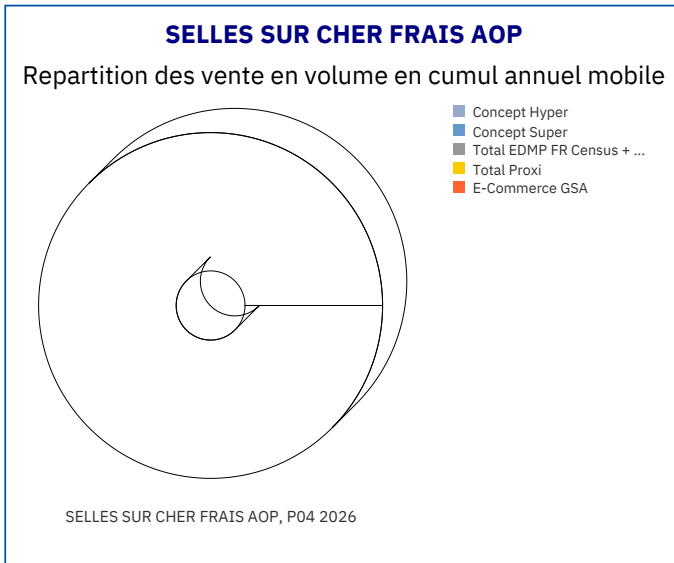 SELLES SUR CHER FRAIS AOP
Repartition des vente en volume en cumul annuel mobile
Concept Hyper
Concept Super
Total EDMP FR Census + ...
Total Proxi
E-Commerce GSA
SELLES SUR CHER FRAIS AOP, P04 2026